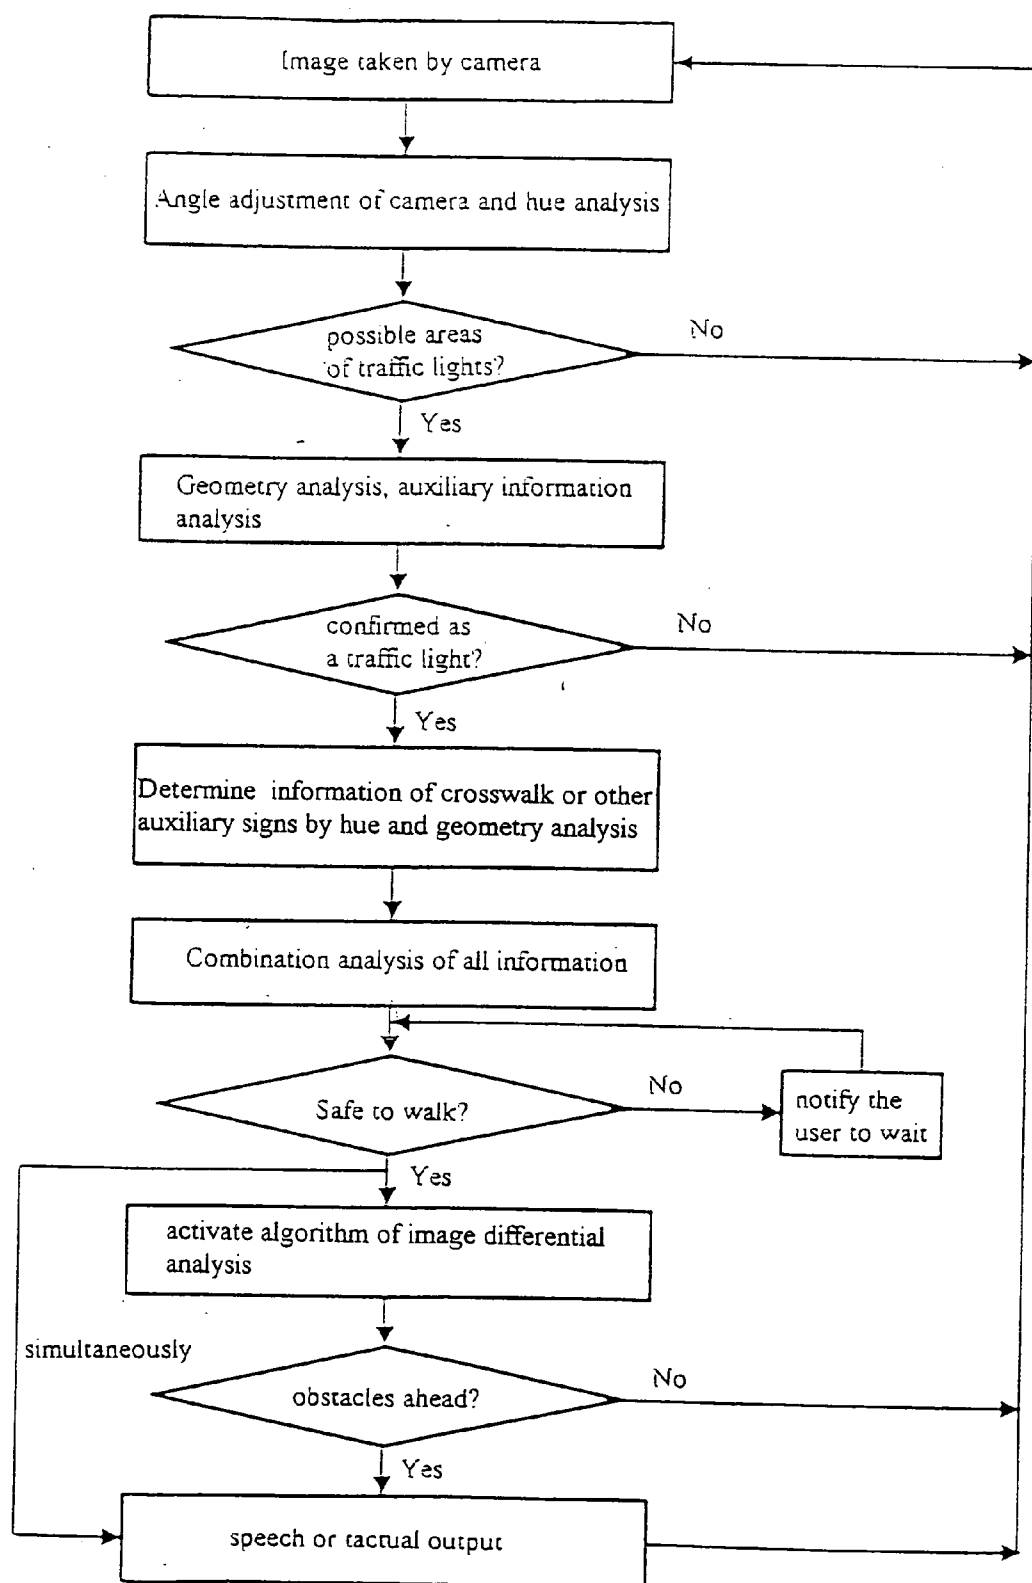 Image taken by camera
Angle adjustment of camera and hue analysis
possible areas
of traffic lights?
No
Yes
Geometry analysis, auxiliary information
analysis
confirmed as
a traffic light?
No
Yes
Determine information of crosswalk or other
auxiliary signs by hue and geometry analysis
Combination analysis of all information
Safe to walk?
No
notify the
user to wait
Yes
activate algorithm of image differential
analysis
simultaneously
obstacles ahead?
No
Yes
speech or tactual output